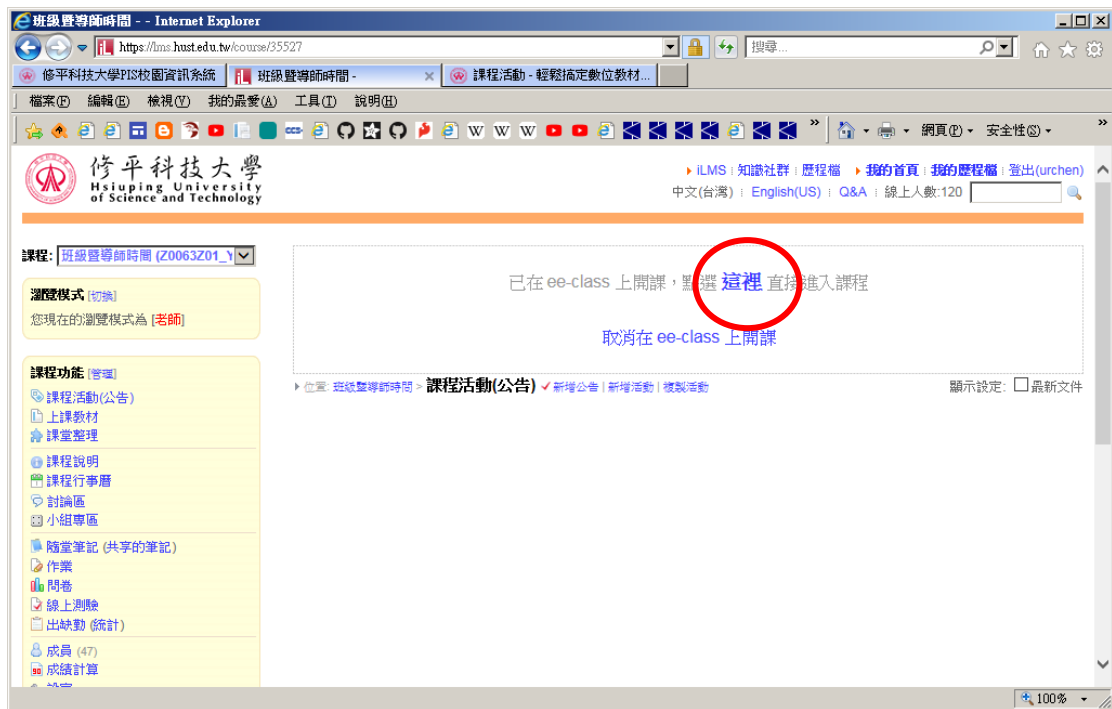 班級暨導師時間 - - Internet Explorer
https://lms.hust.edu.tw/course/35527
搜尋...
修平科技大學PIS校園資訊系統
班級暨導師時間 -
課程活動 - 輕鬆搞定數位教材...
檔案(F) 編輯(E) 檢視(V) 我的最愛(A) 工具(T) 說明(H)
網頁(P) 安全性(S)
修平科技大學
Hsiuping University
of Science and Technology
iLMS 知識社群 歷程檔 我的首頁 我的歷程檔 登出(urchen)
中文(台灣) English(US) Q&A 線上人數:120
課程: 班級暨導師時間 (Z0063Z01_Y
瀏覽模式 [切換]
您現在的瀏覽模式為 [老師]
已在 ee-class 上開課，點選 這裡 直接進入課程
取消在 ee-class 上開課
位置: 班級暨導師時間 > 課程活動(公告) 新增公告 | 新增活動 | 複製活動
顯示設定: 最新文件
課程功能 [管理]
課程活動(公告)
上課教材
課堂整理
課程說明
課程行事曆
討論區
小組專區
隨堂筆記 (共享的筆記)
作業
問卷
線上測驗
出缺勤 (統計)
成員 (47)
成績計算
100%